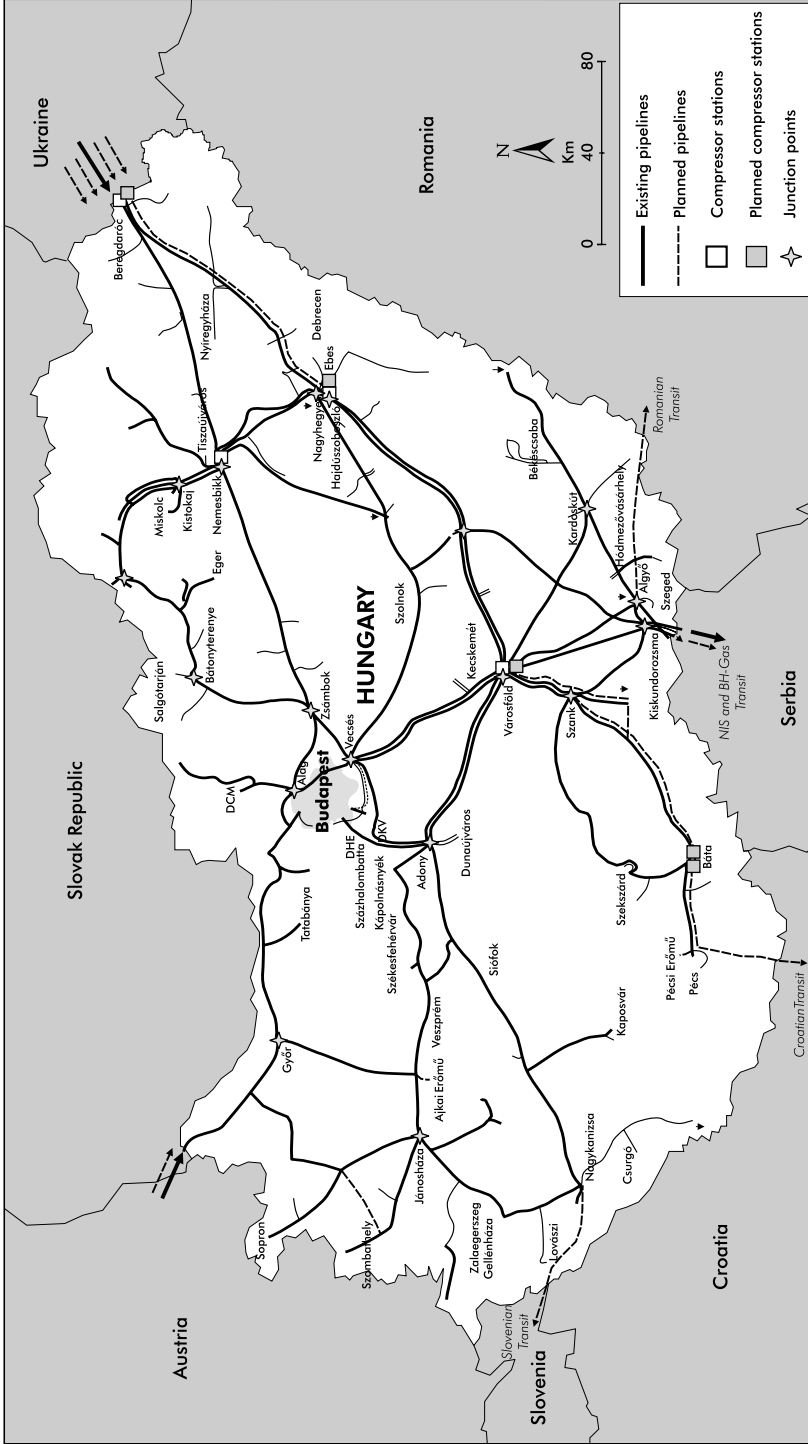 Ukraine
Slovak Republic
Austria
Romania
HUNGARY
Budapest
Slovenia
Croatia
Serbia
Beregdaróc
Nyíregyháza
Debrecen
Ebes
Nagyhegyes
Hajdúszoboszló
Tiszaújváros
Miskolc
Kistokaj
Nemesbikk
Eger
Bátonyterenye
Salgótarján
Zsámbok
Szolnok
Vecsés
Alag
DCM
DHE
Százhalombatta
DKV
Kápolnásnyék
Székesfehérvár
Adony
Dunaújváros
Tatabánya
Győr
Veszprém
Ajkai Erőmű
Jánosháza
Sopron
Szombathely
Zalaegerszeg
Gellénháza
Lovászi
Nagykanizsa
Csurgó
Siófok
Kaposvár
Kecskemét
Városföld
Szank
Szekszárd
Báta
Pécsi Erőmű
Pécs
Békéscsaba
Kardoskút
Hódmezővásárhely
Algyő
Szeged
Kiskundorozsma
Slovenian
Transit
CroatianTransit
NIS and BH-Gas
Transit
Romanian
Transit
N
Km
0 40 80
Existing pipelines
Planned pipelines
Compressor stations
Planned compressor stations
Junction points